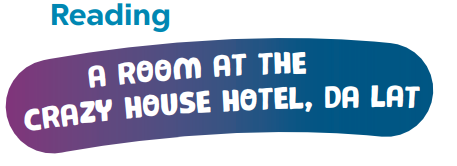 Reading
A ROOM AT THE
CRAZY HOUSE HOTEL, DA LAT